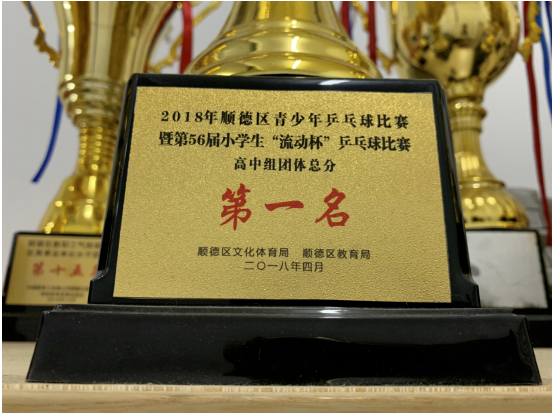 2018年顺德区青少年乒乓球比赛
暨第56届小学生“流动杯”乒乓球比赛
高中组团体总分
第一名
顺德区文化体育局 顺德区教育局
二〇一八年四月
第十五